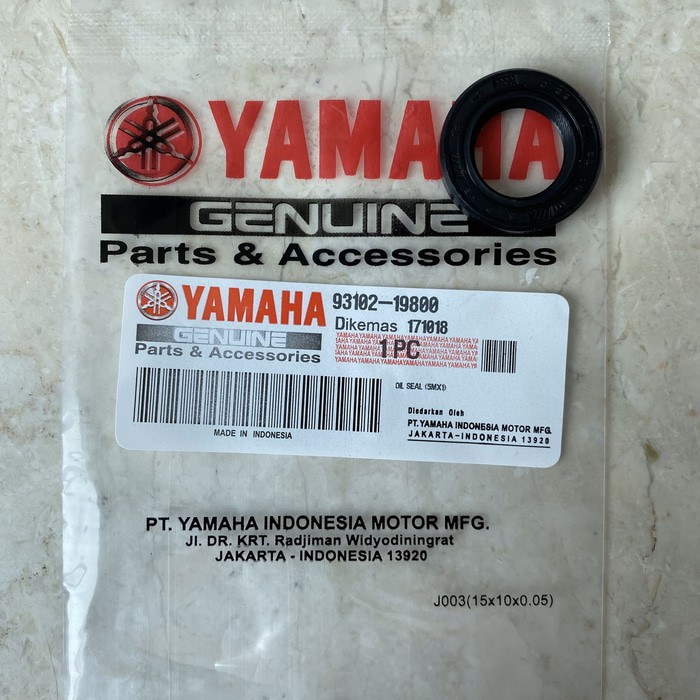 YAMAHA
GENUINE
Parts & Accessories
YAMAHA
GENUINE
Parts & Accessories
93102-19800
Dikemas 171018
1PC
OIL SEAL (5MX1)
MADE IN INDONESIA
Diedarkan Oleh
PT. YAMAHA INDONESIA MOTOR MFG.
JAKARTA-INDONESIA 13920
PT. YAMAHA INDONESIA MOTOR MFG.
Jl. DR. KRT. Radjiman Widyodiningrat
JAKARTA - INDONESIA 13920
J003(15x10x0.05)